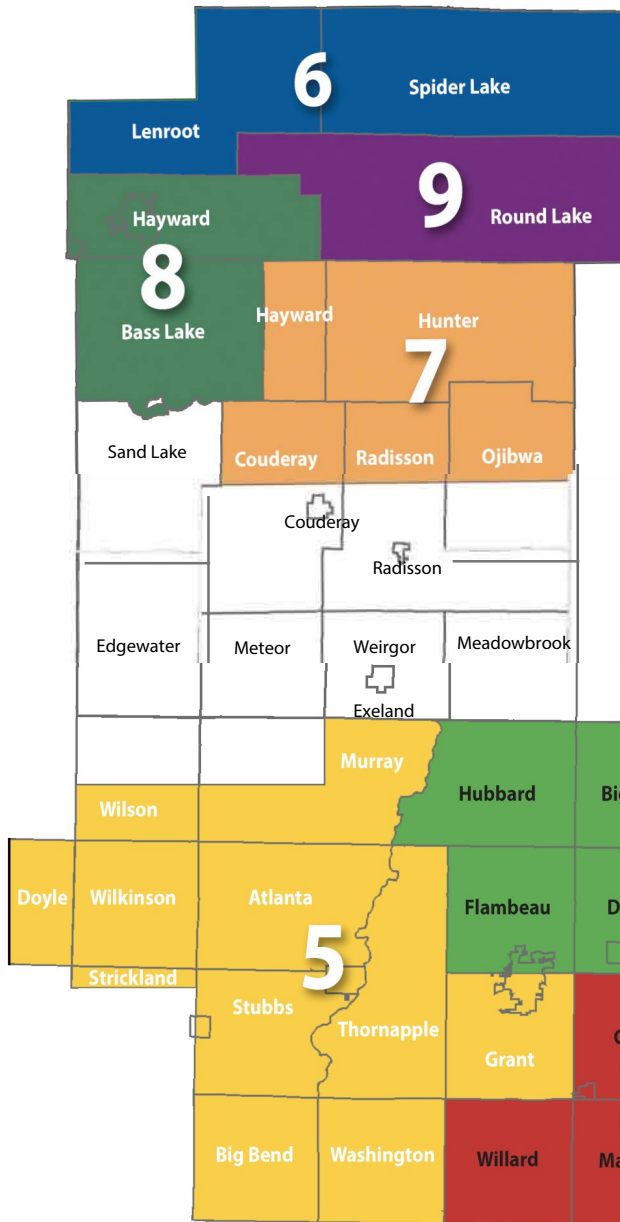 6
Spider Lake
Lenroot
9
Hayward
Round Lake
8
Hayward
Hunter
Bass Lake
7
Sand Lake
Couderay
Radisson
Ojibwa
Couderay
Radisson
Edgewater
Meteor
Weirgor
Meadowbrook
Exeland
Murray
Hubbard
Wilson
Doyle
Wilkinson
Atlanta
Flambeau
5
Strickland
Stubbs
Thornapple
Grant
Big Bend
Washington
Willard